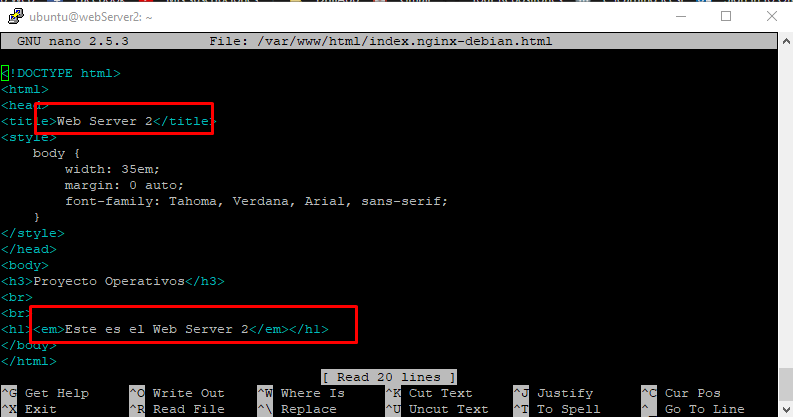 ubuntu@webServer2: ~
GNU nano 2.5.3 File: /var/www/html/index.nginx-debian.html
<!DOCTYPE html>
<html>
<head>
<title>Web Server 2</title>
<style>
    body {
        width: 35em;
        margin: 0 auto;
        font-family: Tahoma, Verdana, Arial, sans-serif;
    }
</style>
</head>
<body>
<h3>Proyecto Operativos</h3>
<br>
<br>
<h1><em>Este es el Web Server 2</em></h1>
</body>
</html>
[ Read 20 lines ]
^G Get Help ^O Write Out ^W Where Is ^K Cut Text ^J Justify ^C Cur Pos
^X Exit ^R Read File ^\ Replace ^U Uncut Text ^T To Spell ^_ Go To Line